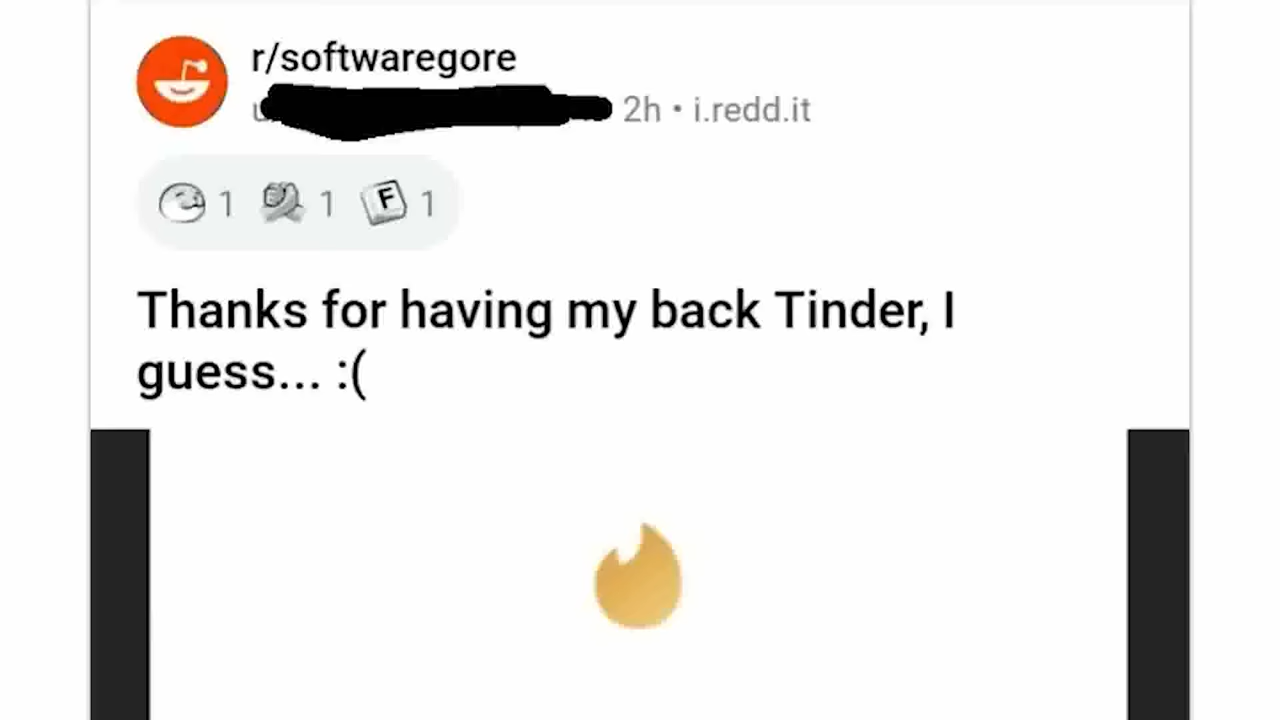 r/softwaregore
2h • i.redd.it
1 1 F 1
Thanks for having my back Tinder, I
guess... :(